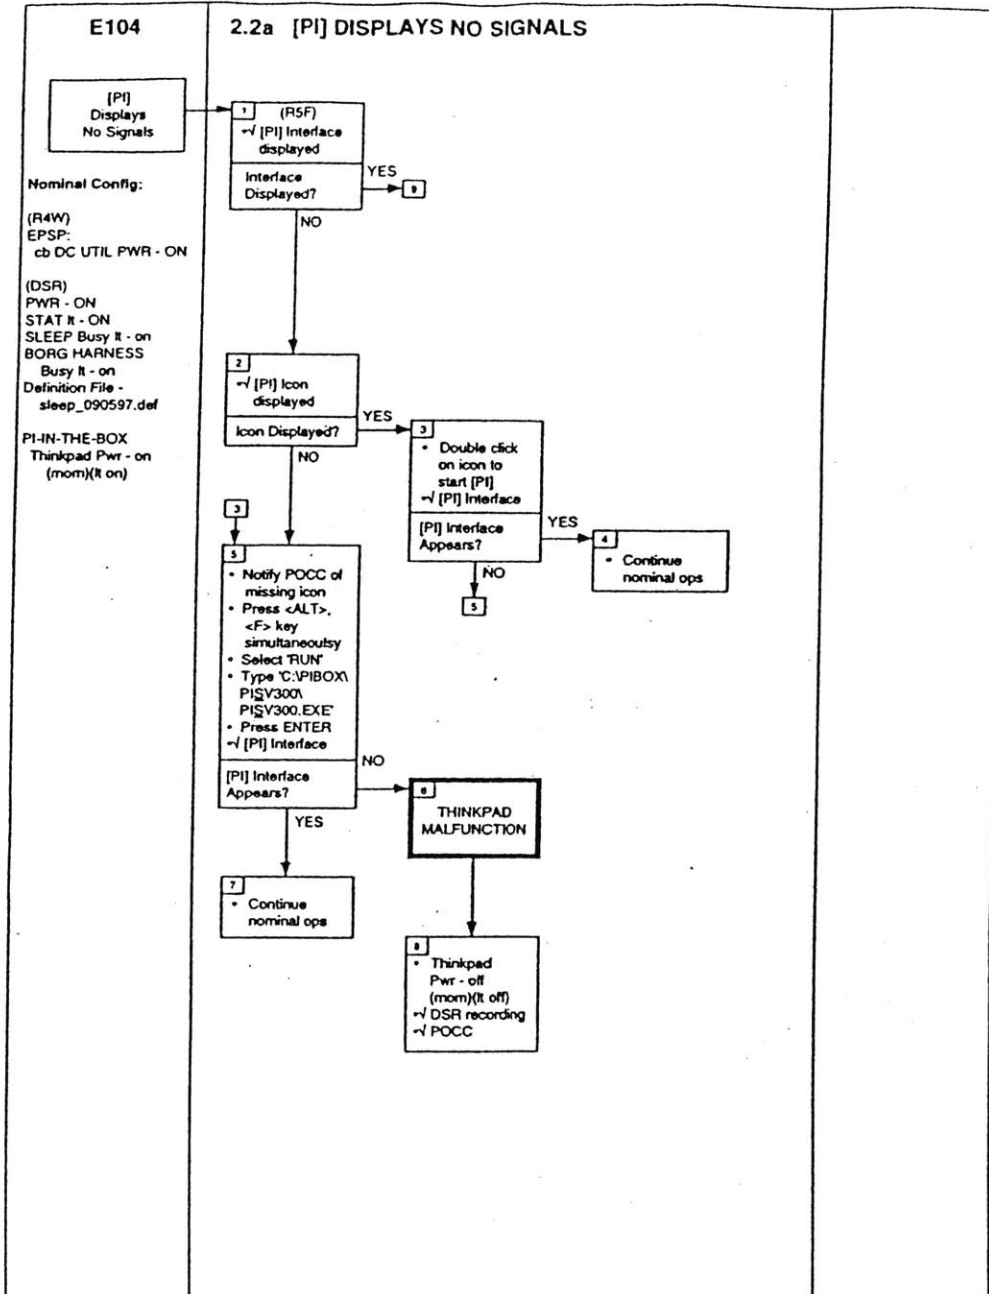 E104
2.2a [PI] DISPLAYS NO SIGNALS
[PI]
Displays
No Signals
Nominal Config:
(R4W)
EPSP:
cb DC UTIL PWR - ON
(DSR)
PWR - ON
STAT lt - ON
SLEEP Busy lt - on
BORG HARNESS
Busy lt - on
Definition File -
sleep_090597.def
PI-IN-THE-BOX
Thinkpad Pwr - on
(mom)(lt on)
1
(R5F)
√ [PI] Interface
displayed
Interface
Displayed?
YES
9
NO
2
√ [PI] Icon
displayed
Icon Displayed?
YES
NO
3
• Double click
on icon to
start [PI]
√ [PI] Interface
[PI] Interface
Appears?
YES
NO
5
4
• Continue
nominal ops
3
5
• Notify POCC of
missing icon
• Press <ALT>,
<F> key
simultaneoutsy
• Select "RUN"
• Type "C:\PIBOX\
PISV300\
PISV300.EXE"
• Press ENTER
√ [PI] Interface
[PI] Interface
Appears?
NO
YES
6
THINKPAD
MALFUNCTION
7
• Continue
nominal ops
8
• Thinkpad
Pwr - off
(mom)(lt off)
√ DSR recording
√ POCC